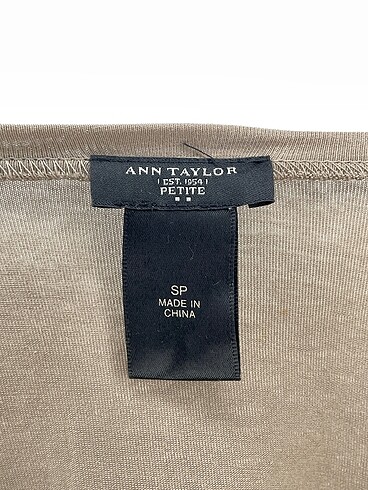 ANN TAYLOR
EST. 1954
PETITE
SP
MADE IN
CHINA